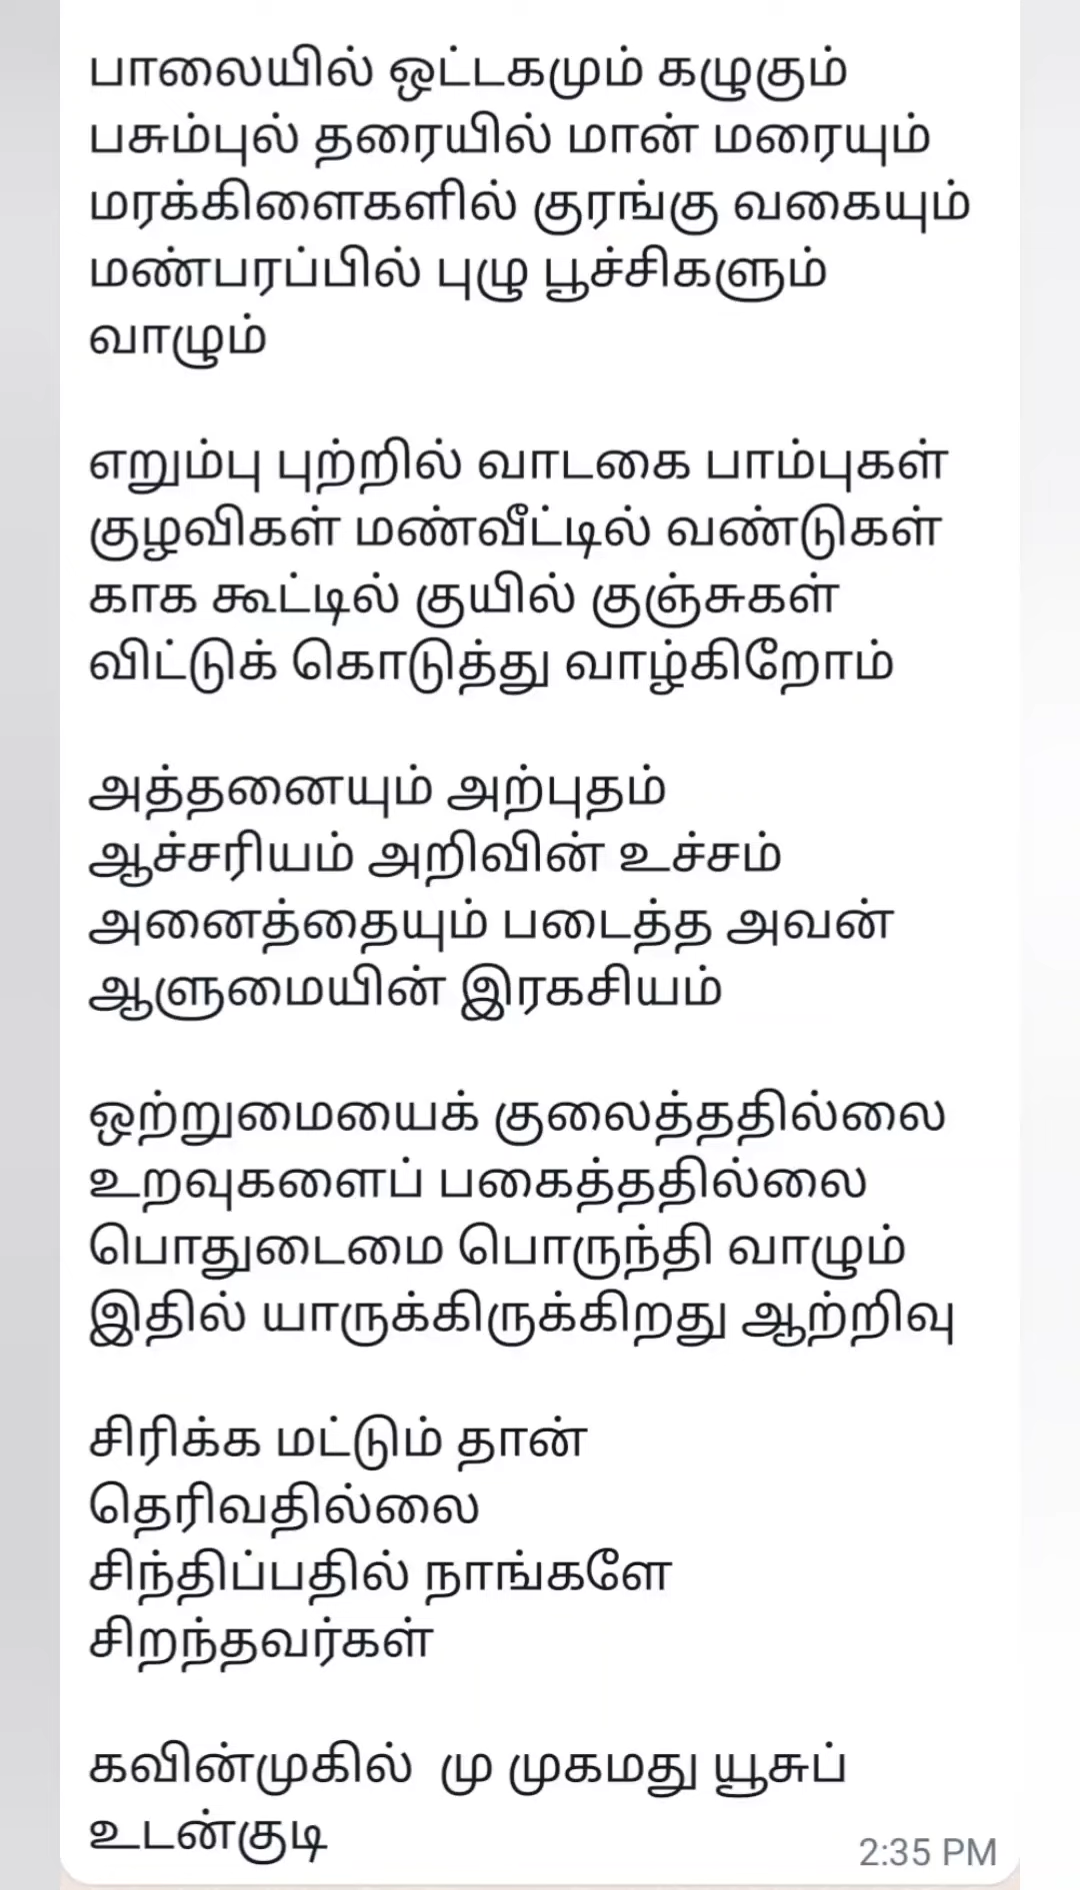 பாலையில் ஒட்டகமும் கழுகும்
பசும்புல் தரையில் மான் மரையும்
மரக்கிளைகளில் குரங்கு வகையும்
மண்பரப்பில் புழு பூச்சிகளும்
வாழும்
எறும்பு புற்றில் வாடகை பாம்புகள்
குழவிகள் மண்வீட்டில் வண்டுகள்
காக கூட்டில் குயில் குஞ்சுகள்
விட்டுக் கொடுத்து வாழ்கிறோம்
அத்தனையும் அற்புதம்
ஆச்சரியம் அறிவின் உச்சம்
அனைத்தையும் படைத்த அவன்
ஆளுமையின் இரகசியம்
ஒற்றுமையைக் குலைத்ததில்லை
உறவுகளைப் பகைத்ததில்லை
பொதுடைமை பொருந்தி வாழும்
இதில் யாருக்கிருக்கிறது ஆற்றிவு
சிரிக்க மட்டும் தான்
தெரிவதில்லை
சிந்திப்பதில் நாங்களே
சிறந்தவர்கள்
கவின்முகில் மு முகமது யூசுப்
உடன்குடி
2:35 PM